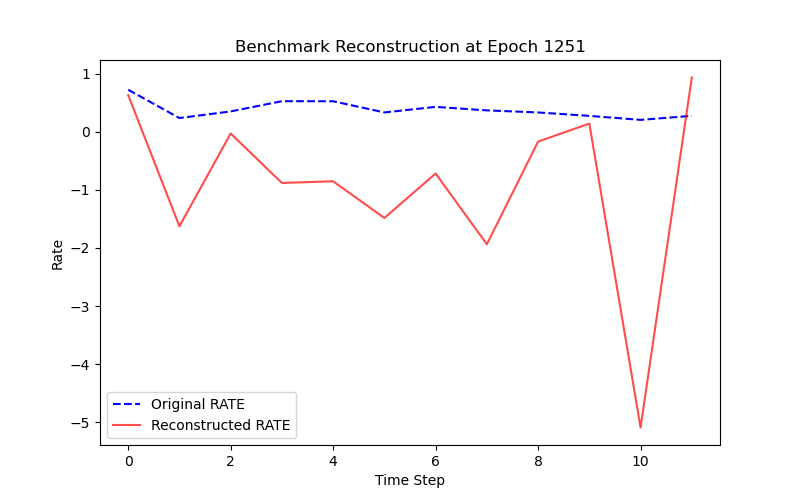 Benchmark Reconstruction at Epoch 1251
1
0
−1
−2
−3
−4
−5
Rate
Original RATE
Reconstructed RATE
0 2 4 6 8 10
Time Step